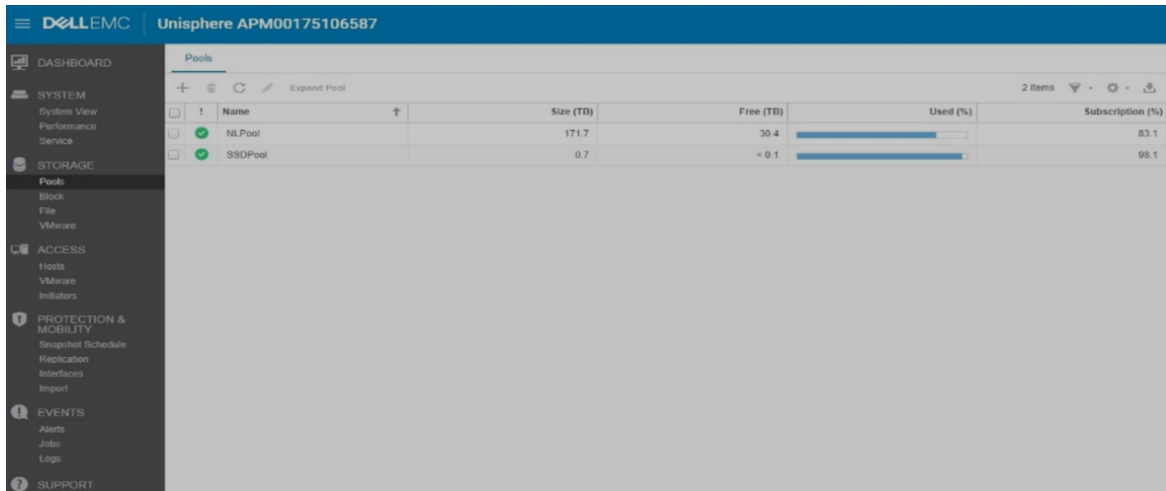 DELLEMC Unisphere APM00175106587
DASHBOARD
SYSTEM
System View
Performance
Service
STORAGE
Pools
Block
File
VMware
ACCESS
Hosts
VMware
Initiators
PROTECTION &
MOBILITY
Snapshot Schedule
Replication
Interfaces
Import
EVENTS
Alerts
Jobs
Logs
SUPPORT
Pools
Expand Pool 2 items
! Name Size (TB) Free (TB) Used (%) Subscription (%)
NLPool 171.7 30.4 83.1
SSDPool 0.7 < 0.1 98.1